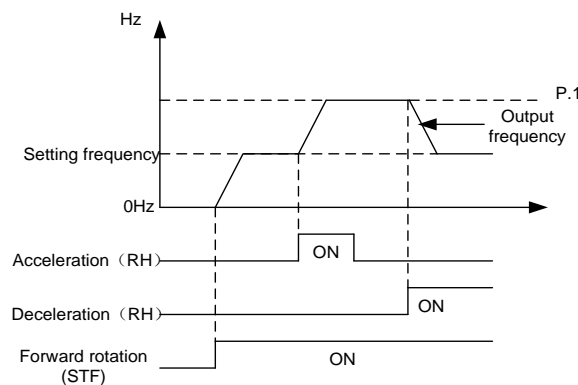 Hz
P.1
Output
frequency
Setting frequency
0Hz
Acceleration（RH）
ON
Deceleration（RH）
ON
Forward rotation
(STF)
ON